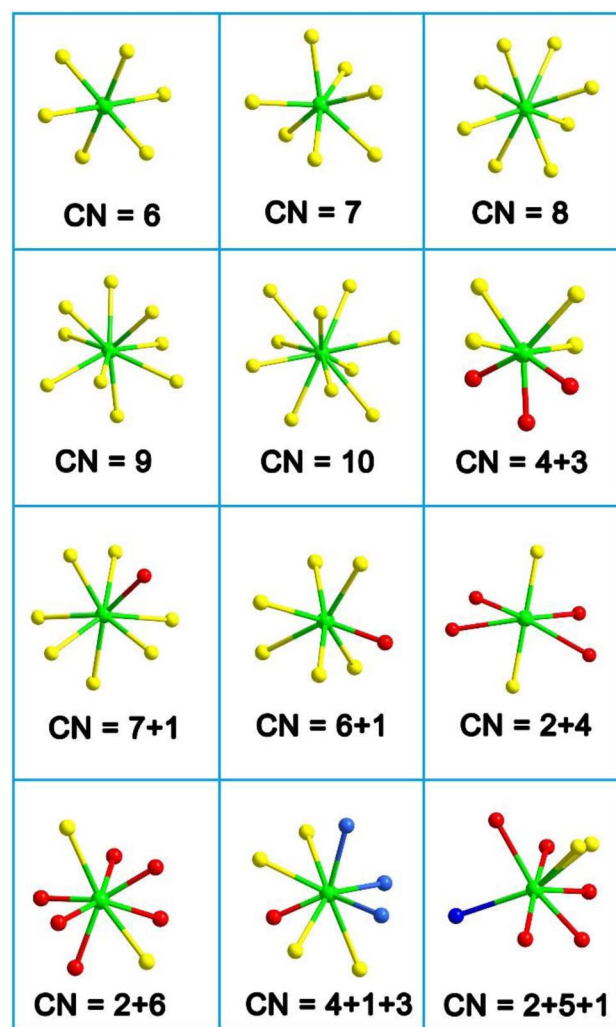 CN = 6
CN = 7
CN = 8
CN = 9
CN = 10
CN = 4+3
CN = 7+1
CN = 6+1
CN = 2+4
CN = 2+6
CN = 4+1+3
CN = 2+5+1